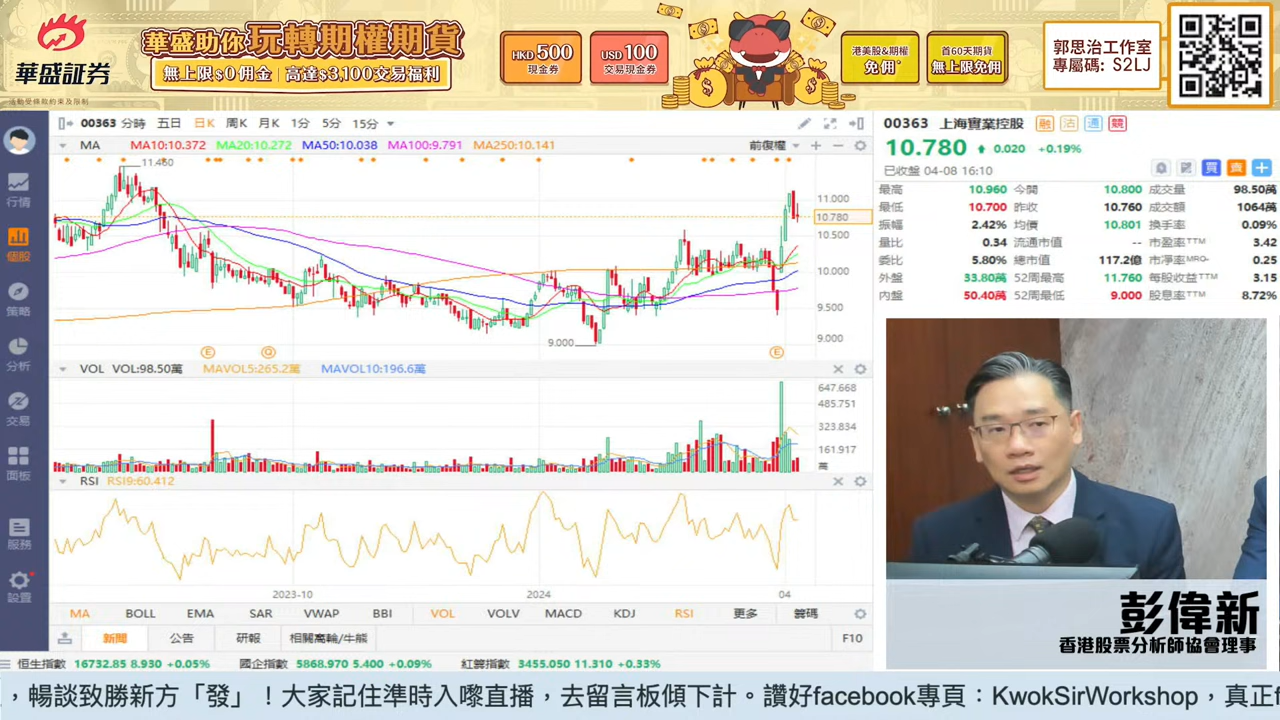 華盛証券
活動受條款約束及限制
華盛助你玩轉期權期貨
無上限$0佣金 | 高達$3,100交易福利
HKD 500
現金券
USD 100
交易現金券
港美股&期權
免佣*
首60天期貨
無上限免佣
郭思治工作室
專屬碼: S2LJ
00363 分時 五日 日K 周K 月K 1分 5分 15分
MA MA10:10.372 MA20:10.272 MA50:10.038 MA100:9.791 MA250:10.141 前復權
11.460
11.000
10.780
10.500
10.000
9.500
9.000
9.000
E Q E
VOL VOL:98.50萬 MAVOL5:265.2萬 MAVOL10:196.6萬
647.668
485.751
323.834
161.917
萬
RSI RSI9:60.412
2023-10 2024 04
MA BOLL EMA SAR VWAP BBI VOL VOLV MACD KDJ RSI 更多 籌碼
新聞 公告 研報 相關窩輪/牛熊 F10
行情
個股
策略
分析
交易
面板
服務
設置
00363 上海實業控股 融 沽 通 競
10.780 0.020 +0.19%
已收盤 04-08 16:10
買 賣
最高 10.960 今開 10.800 成交量 98.50萬
最低 10.700 昨收 10.760 成交額 1064萬
振幅 2.42% 均價 10.801 換手率 0.09%
量比 0.34 流通市值 -- 市盈率TTM 3.42
委比 5.80% 總市值 117.2億 市淨率MRQ 0.25
外盤 33.80萬 52周最高 11.760 每股收益TTM 3.15
內盤 50.40萬 52周最低 9.000 股息率TTM 8.72%
彭偉新
香港股票分析師協會理事
恒生指數 16732.85 8.930 +0.05% 國企指數 5868.970 5.400 +0.09% 紅籌指數 3455.050 11.310 +0.33%
，暢談致勝新方「發」！大家記住準時入嚟直播，去留言板傾下計。讚好facebook專頁：KwokSirWorkshop，真正f